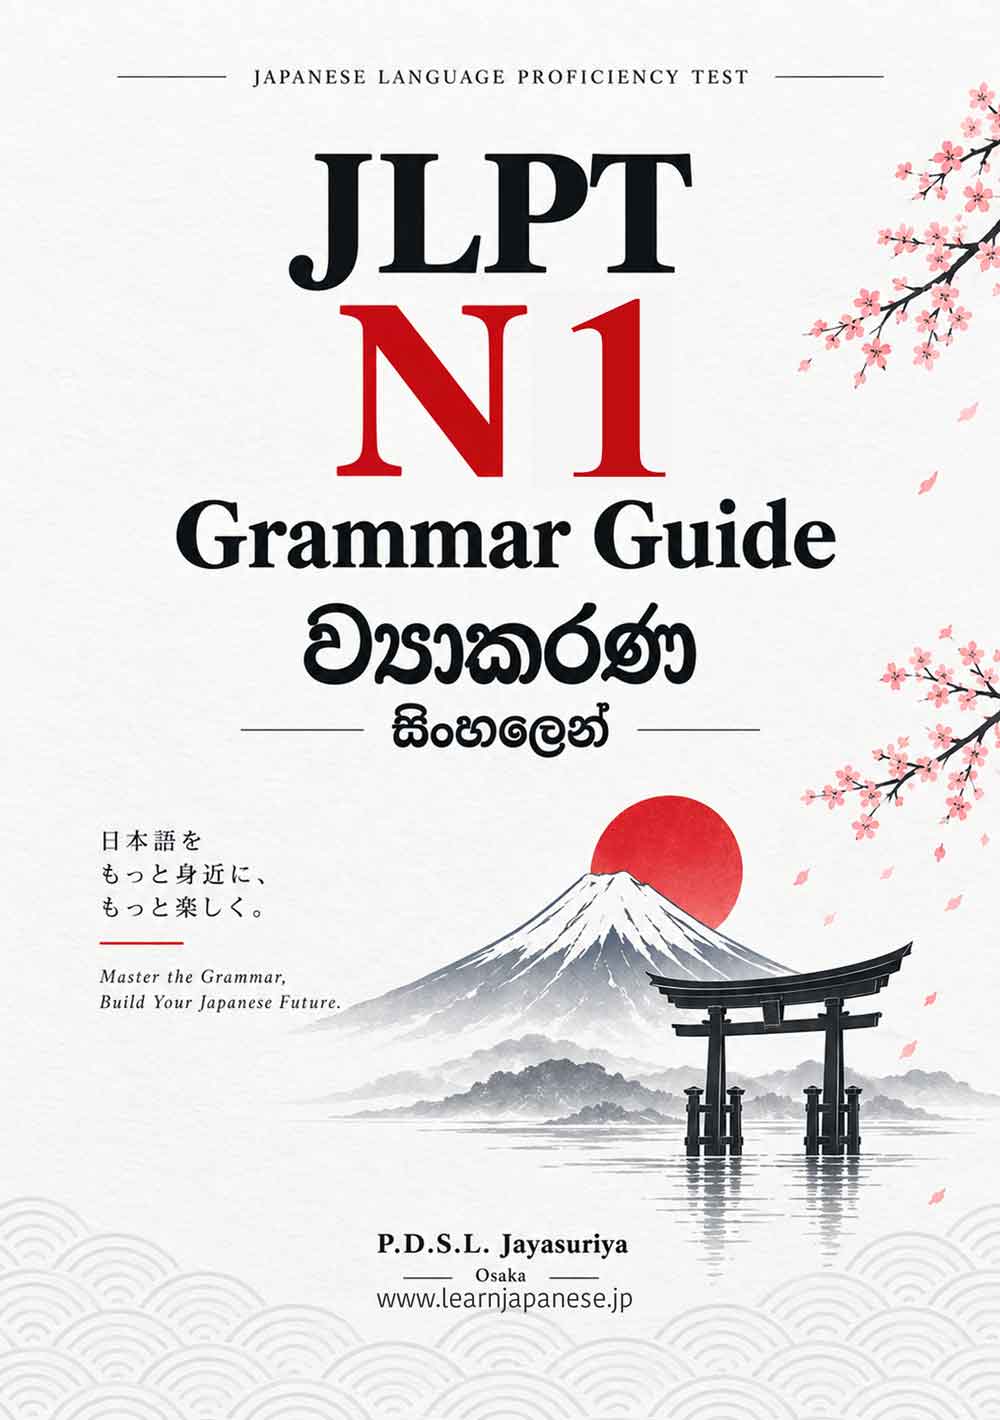 JAPANESE LANGUAGE PROFICIENCY TEST
JLPT
N1
Grammar Guide
ව්‍යාකරණ
සිංහලෙන්
日本語を
もっと身近に、
もっと楽しく。
Master the Grammar,
Build Your Japanese Future.
P.D.S.L. Jayasuriya
Osaka
www.learnjapanese.jp